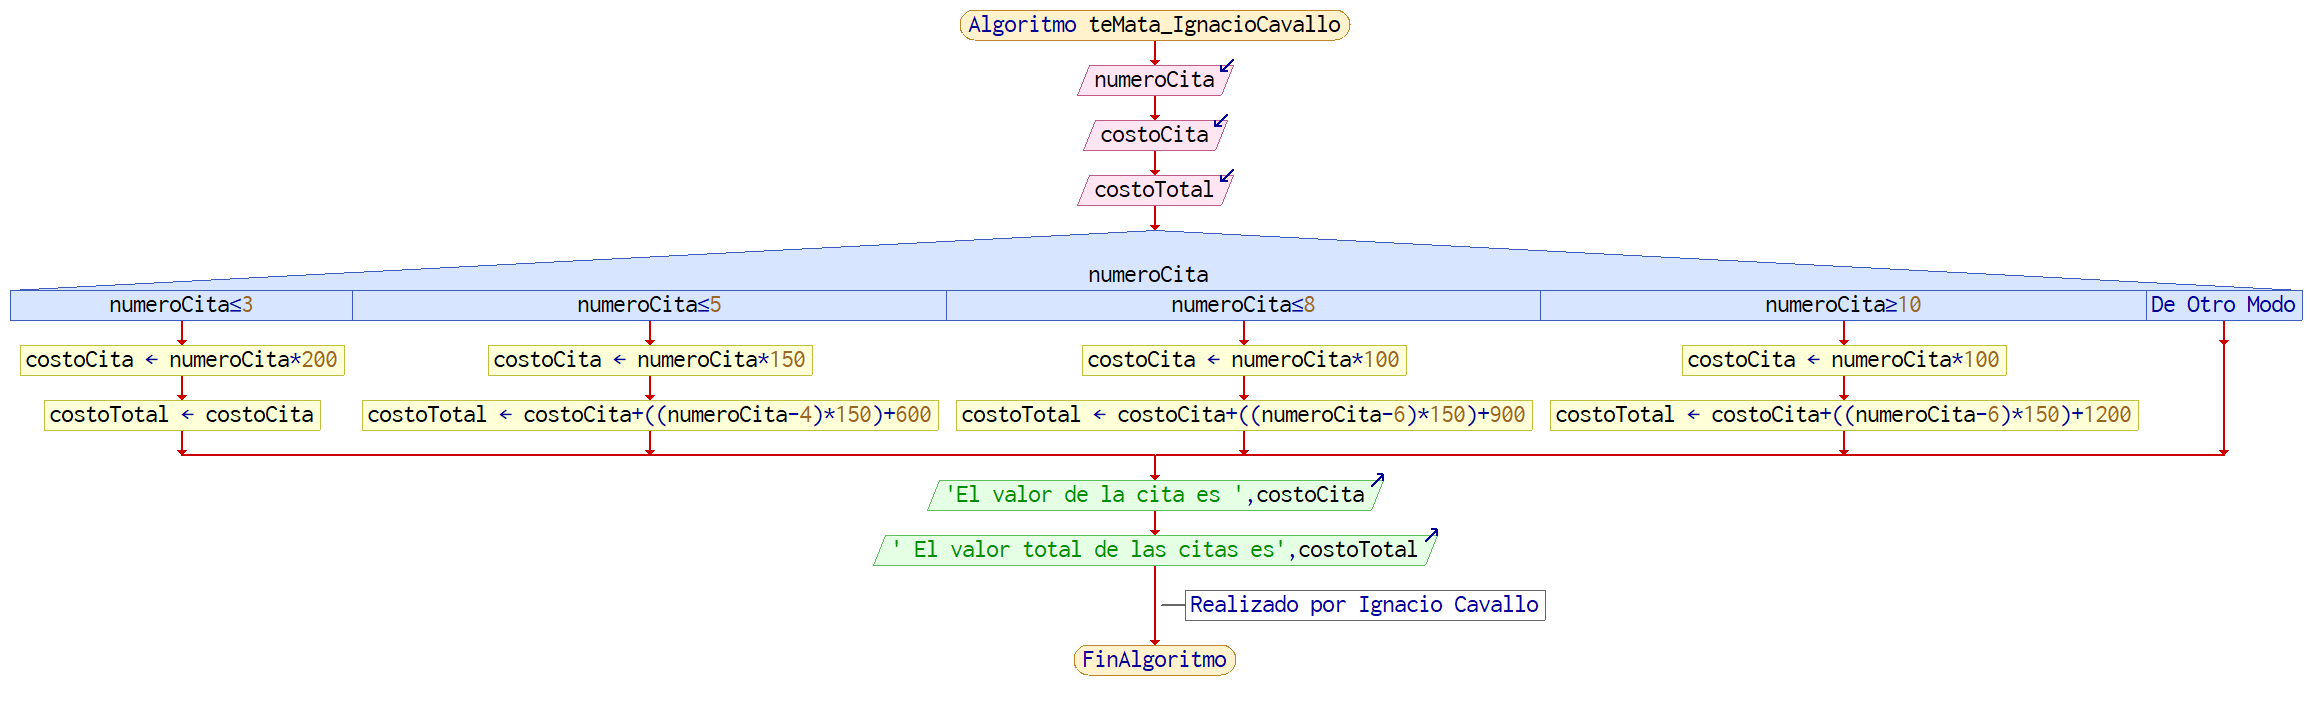 Algoritmo teMata_IgnacioCavallo
numeroCita
costoCita
costoTotal
numeroCita
numeroCita≤3
numeroCita≤5
numeroCita≤8
numeroCita≥10
De Otro Modo
costoCita ← numeroCita*200
costoCita ← numeroCita*150
costoCita ← numeroCita*100
costoCita ← numeroCita*100
costoTotal ← costoCita
costoTotal ← costoCita+((numeroCita-4)*150)+600
costoTotal ← costoCita+((numeroCita-6)*150)+900
costoTotal ← costoCita+((numeroCita-6)*150)+1200
'El valor de la cita es ',costoCita
' El valor total de las citas es',costoTotal
Realizado por Ignacio Cavallo
FinAlgoritmo